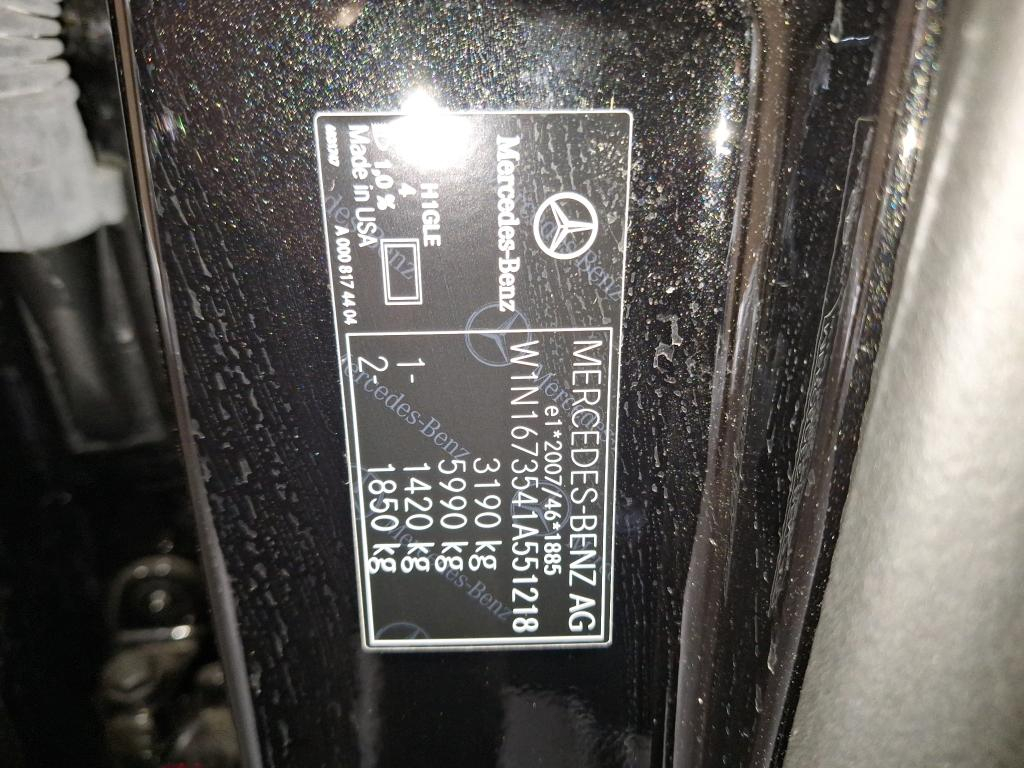 Mercedes-Benz
MERCEDES-BENZ AG
e1*2007/46*1885
W1N1673541A551218
3190 kg
5990 kg
1- 1420 kg
2- 1850 kg
H1GLE
4
1,0 %
Made in USA
A 000 817 44 04